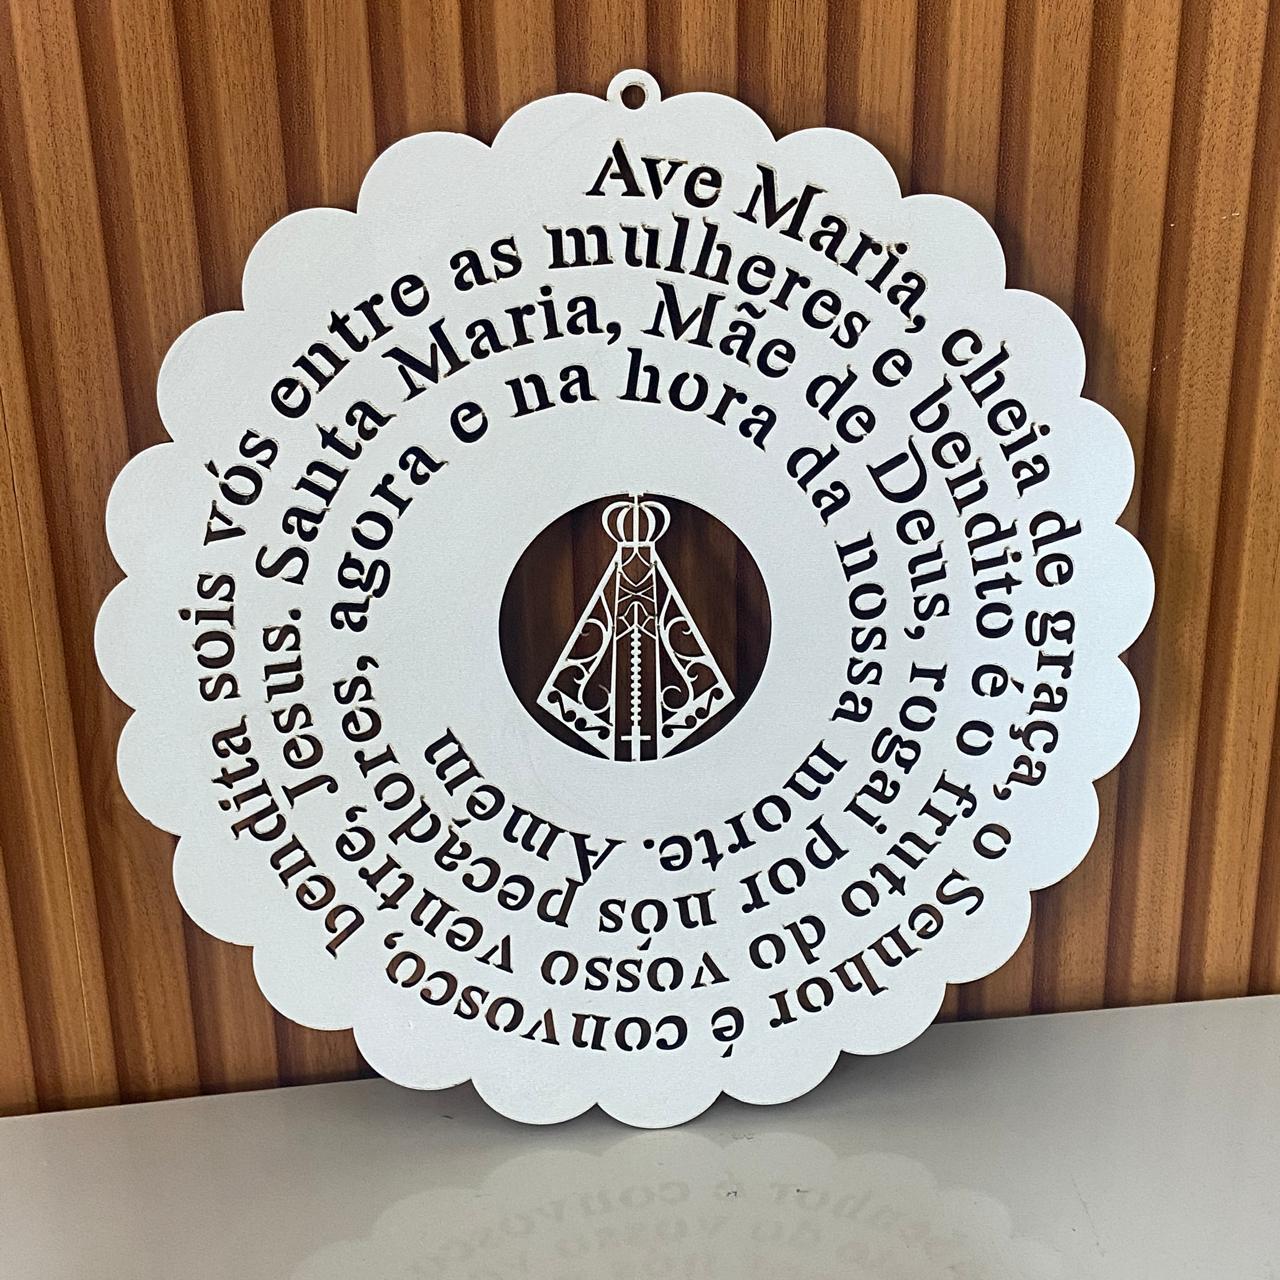 Ave Maria, cheia de graça, o Senhor é convosco, bendita sois vós entre as mulheres e bendito é o fruto do vosso ventre, Jesus. Santa Maria, Mãe de Deus, rogai por nós pecadores, agora e na hora da nossa morte. Amém